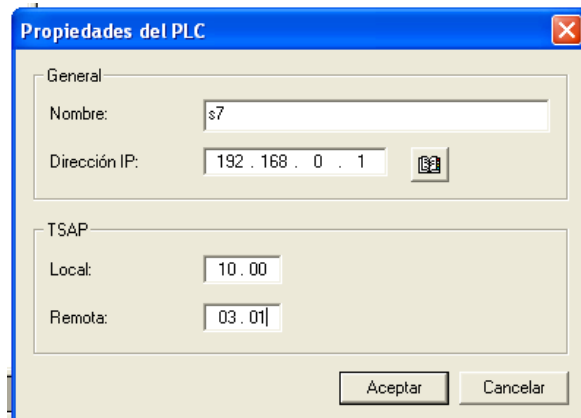 Propiedades del PLC
General
Nombre: s7
Dirección IP: 192 . 168 . 0 . 1
TSAP
Local: 10 . 00
Remota: 03 . 01
Aceptar Cancelar